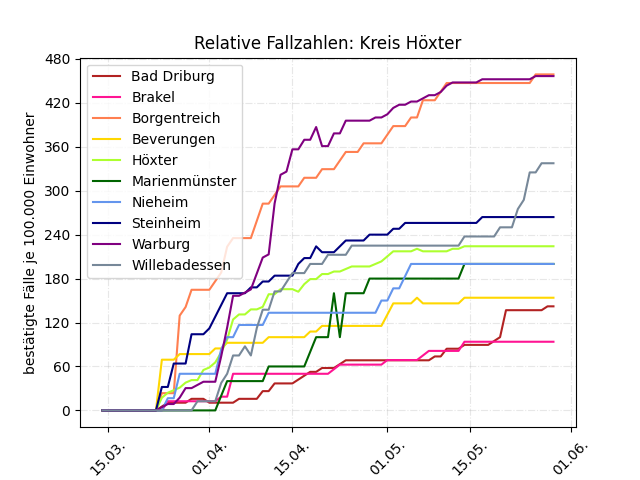 Relative Fallzahlen: Kreis Höxter
bestätigte Fälle je 100.000 Einwohner
480
420
360
300
240
180
120
60
0
Bad Driburg
Brakel
Borgentreich
Beverungen
Höxter
Marienmünster
Nieheim
Steinheim
Warburg
Willebadessen
15.03.
01.04.
15.04.
01.05.
15.05.
01.06.